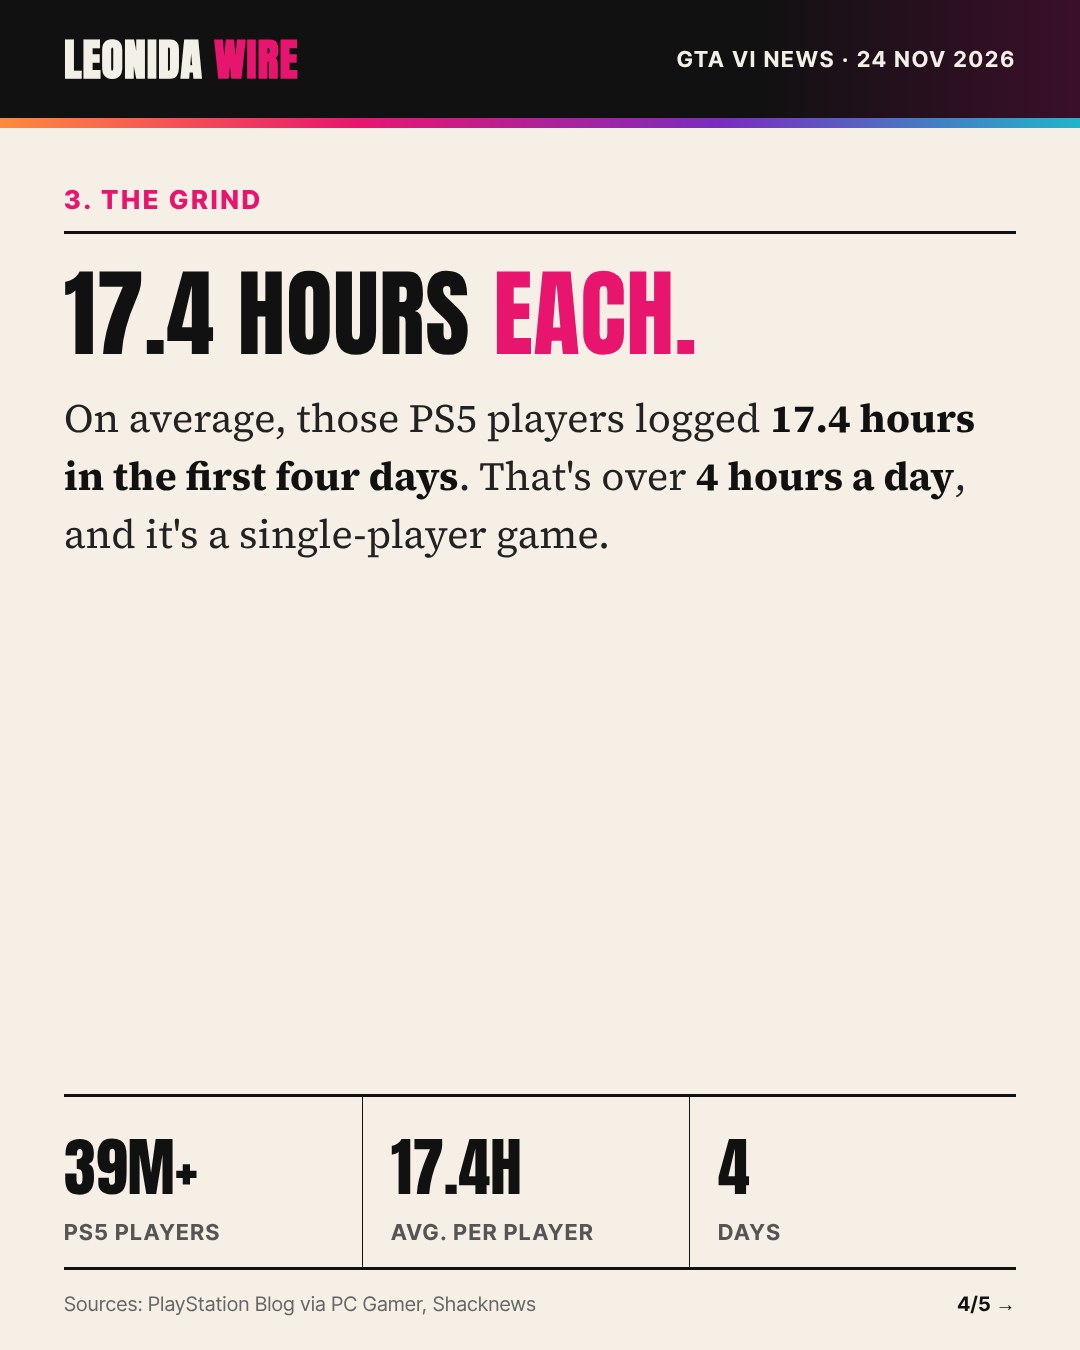 LEONIDA WIRE
GTA VI NEWS · 24 NOV 2026
3. THE GRIND
17.4 HOURS EACH.
On average, those PS5 players logged 17.4 hours
in the first four days. That's over 4 hours a day,
and it's a single-player game.
39M+
PS5 PLAYERS
17.4H
AVG. PER PLAYER
4
DAYS
Sources: PlayStation Blog via PC Gamer, Shacknews
4/5 →